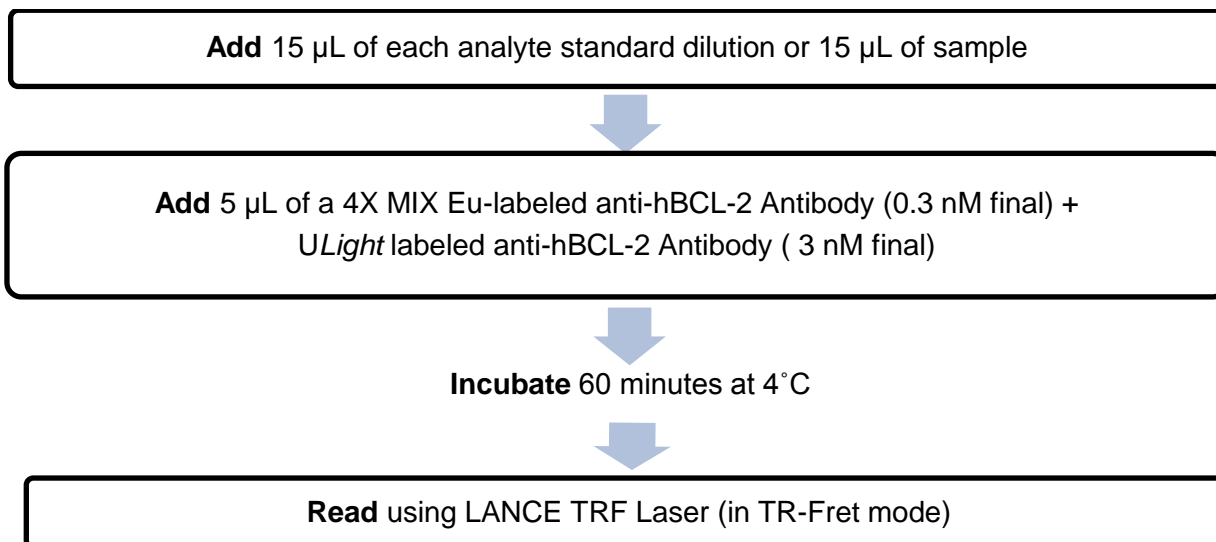 Add 15 µL of each analyte standard dilution or 15 µL of sample
Add 5 µL of a 4X MIX Eu-labeled anti-hBCL-2 Antibody (0.3 nM final) +
ULight labeled anti-hBCL-2 Antibody ( 3 nM final)
Incubate 60 minutes at 4˚C
Read using LANCE TRF Laser (in TR-Fret mode)